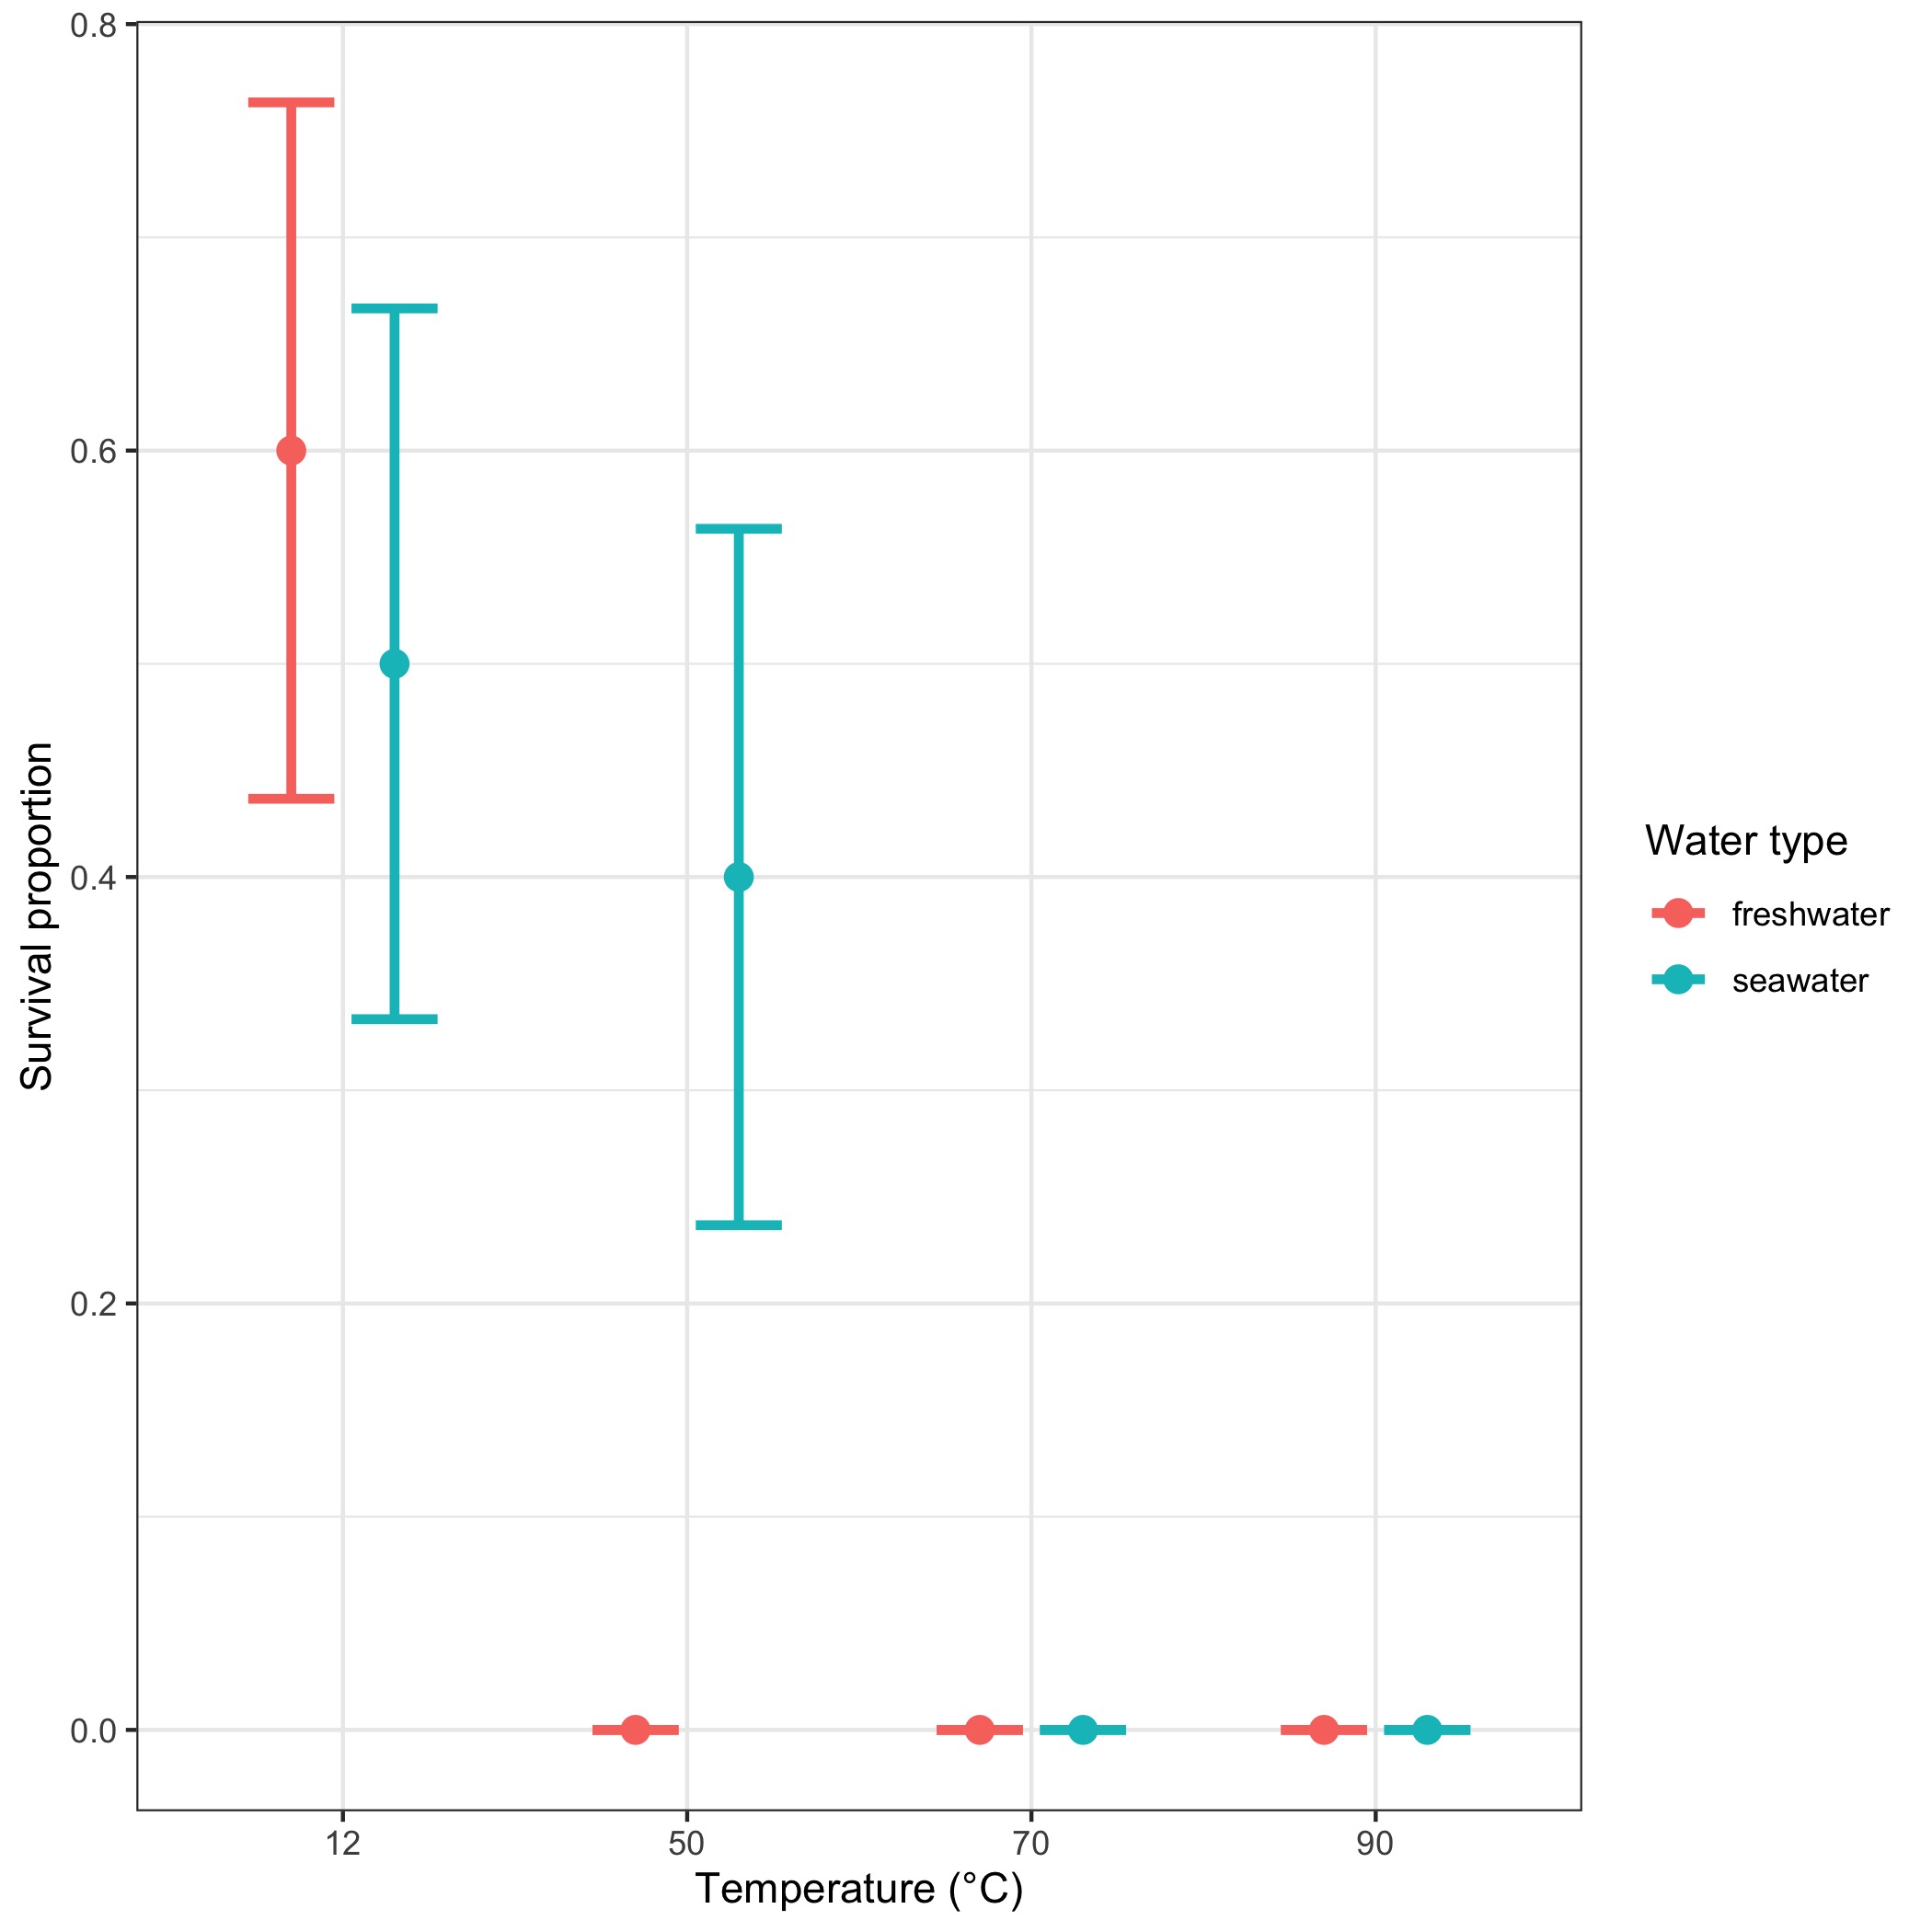 0.8
0.6
0.4
0.2
0.0
Survival proportion
12 50 70 90
Temperature (°C)
Water type
freshwater
seawater